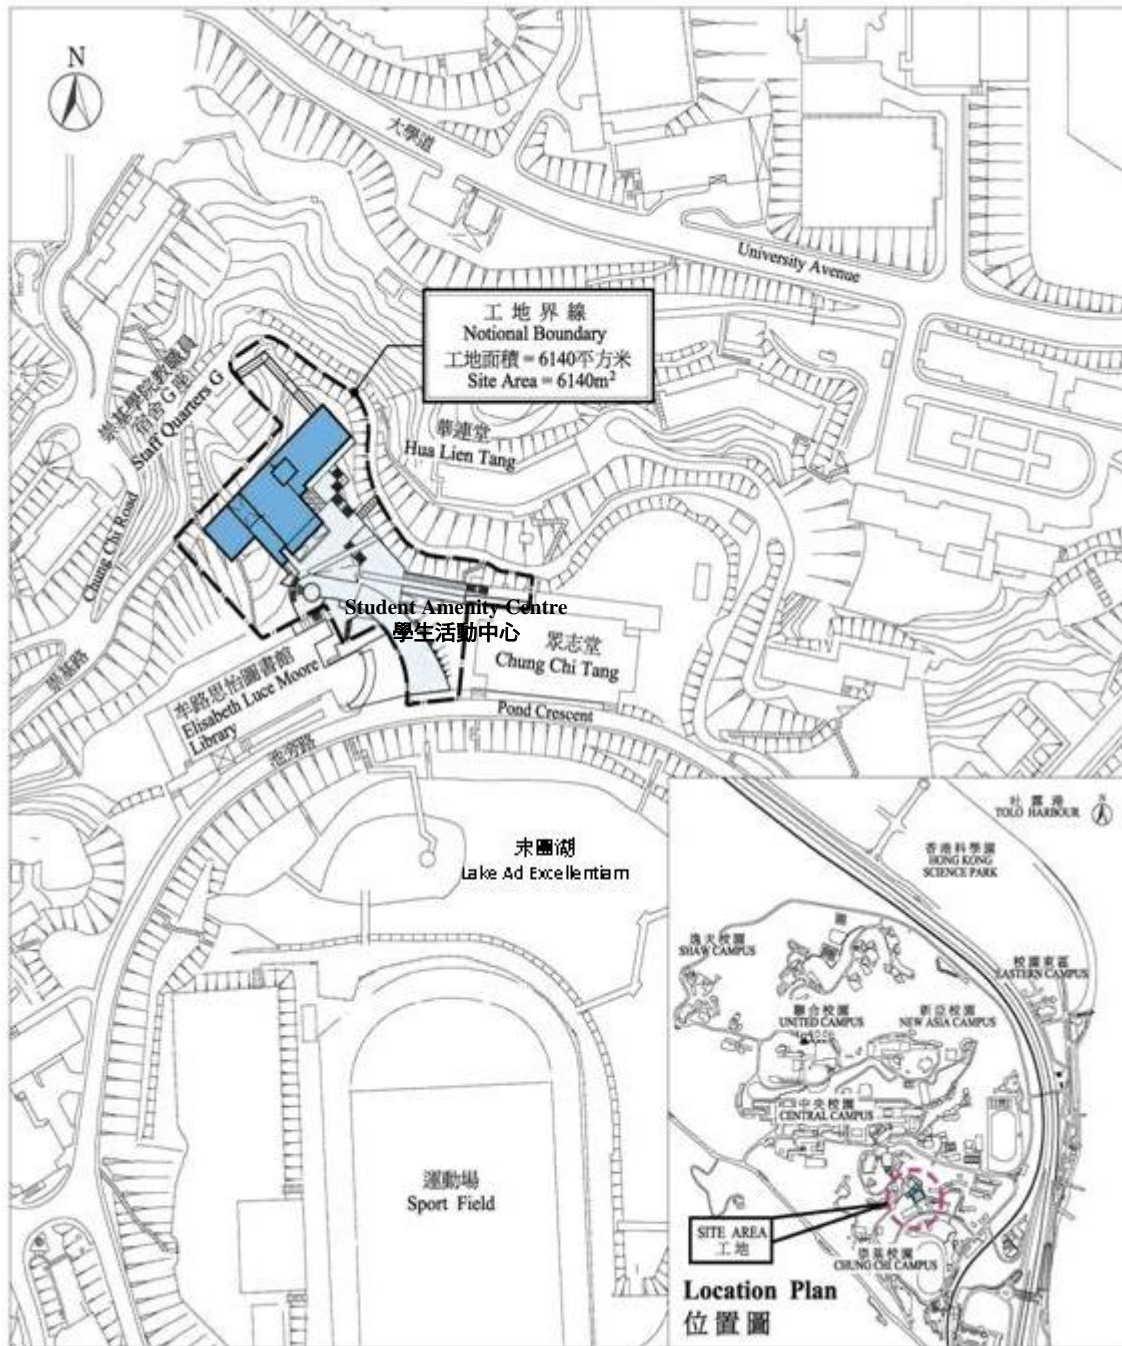 N
大學道
University Avenue
工地界線
Notional Boundary
工地面積 = 6140平方米
Site Area = 6140m²
崇基學院教職員
宿舍G座
Staff Quarters G
華連堂
Hua Lien Tang
Chung Chi Road
崇基路
Student Amenity Centre
學生活動中心
眾志堂
Chung Chi Tang
牟路思怡圖書館
Elisabeth Luce Moore
Library
Pond Crescent
池旁路
未圓湖
Lake Ad Excellentiam
運動場
Sport Field
吐露港
TOLO HARBOUR
N
香港科學園
HONG KONG
SCIENCE PARK
逸夫校園
SHAW CAMPUS
校園東區
EASTERN CAMPUS
聯合校園
UNITED CAMPUS
新亞校園
NEW ASIA CAMPUS
中央校園
CENTRAL CAMPUS
SITE AREA
工地
崇基校園
CHUNG CHI CAMPUS
Location Plan
位置圖